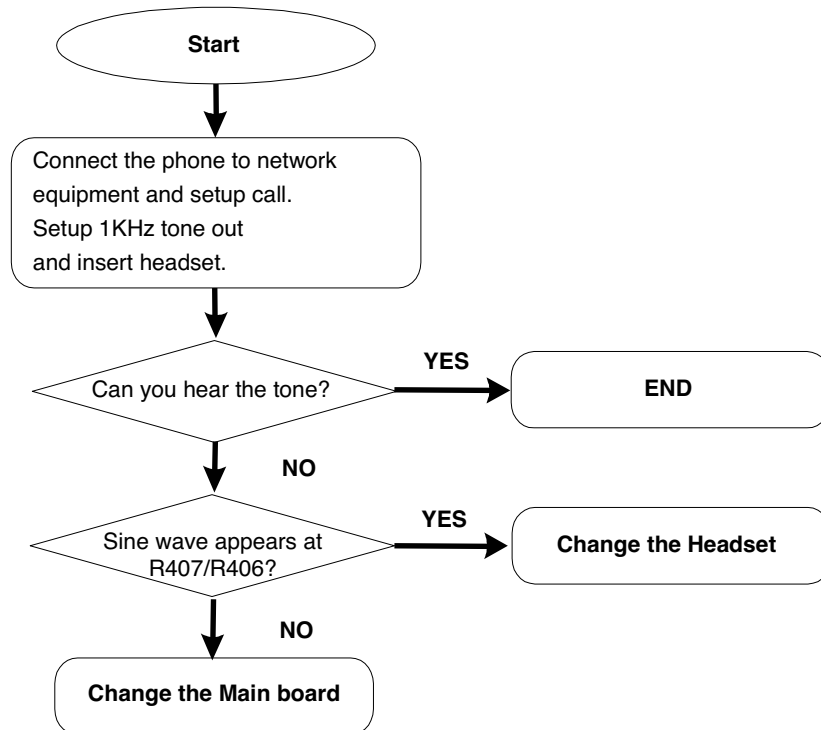 Start
Connect the phone to network
equipment and setup call.
Setup 1KHz tone out
and insert headset.
Can you hear the tone?
YES
END
NO
Sine wave appears at
R407/R406?
YES
Change the Headset
NO
Change the Main board